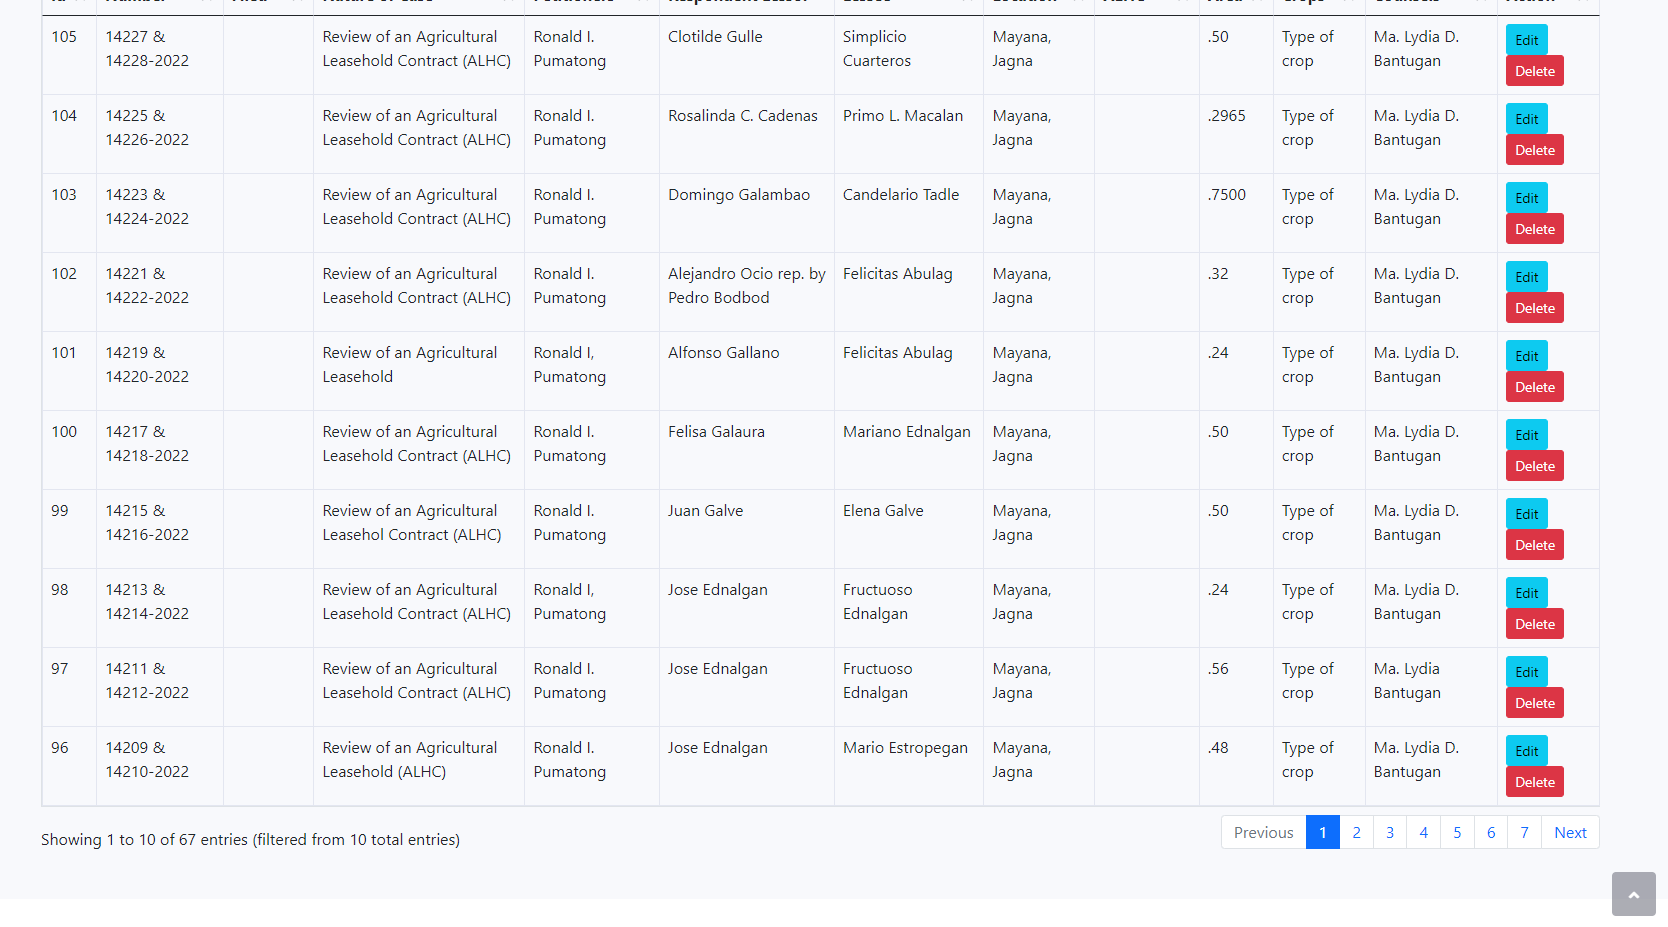 105 14227 & Review of an Agricultural Ronald I. Clotilde Gulle Simplicio Mayana, .50 Type of Ma. Lydia D. Edit
14228-2022 Leasehold Contract (ALHC) Pumatong Cuarteros Jagna crop Bantugan Delete
104 14225 & Review of an Agricultural Ronald I. Rosalinda C. Cadenas Primo L. Macalan Mayana, .2965 Type of Ma. Lydia D. Edit
14226-2022 Leasehold Contract (ALHC) Pumatong Jagna crop Bantugan Delete
103 14223 & Review of an Agricultural Ronald I. Domingo Galambao Candelario Tadle Mayana, .7500 Type of Ma. Lydia D. Edit
14224-2022 Leasehold Contract (ALHC) Pumatong Jagna crop Bantugan Delete
102 14221 & Review of an Agricultural Ronald I. Alejandro Ocio rep. by Felicitas Abulag Mayana, .32 Type of Ma. Lydia D. Edit
14222-2022 Leasehold Contract (ALHC) Pumatong Pedro Bodbod Jagna crop Bantugan Delete
101 14219 & Review of an Agricultural Ronald I, Alfonso Gallano Felicitas Abulag Mayana, .24 Type of Ma. Lydia D. Edit
14220-2022 Leasehold Pumatong Jagna crop Bantugan Delete
100 14217 & Review of an Agricultural Ronald I. Felisa Galaura Mariano Ednalgan Mayana, .50 Type of Ma. Lydia D. Edit
14218-2022 Leasehold Contract (ALHC) Pumatong Jagna crop Bantugan Delete
99 14215 & Review of an Agricultural Ronald I. Juan Galve Elena Galve Mayana, .50 Type of Ma. Lydia D. Edit
14216-2022 Leasehol Contract (ALHC) Pumatong Jagna crop Bantugan Delete
98 14213 & Review of an Agricultural Ronald I, Jose Ednalgan Fructuoso Mayana, .24 Type of Ma. Lydia D. Edit
14214-2022 Leasehold Contract (ALHC) Pumatong Ednalgan Jagna crop Bantugan Delete
97 14211 & Review of an Agricultural Ronald I. Jose Ednalgan Fructuoso Mayana, .56 Type of Ma. Lydia Edit
14212-2022 Leasehold Contract (ALHC) Pumatong Ednalgan Jagna crop Bantugan Delete
96 14209 & Review of an Agricultural Ronald I. Jose Ednalgan Mario Estropegan Mayana, .48 Type of Ma. Lydia D. Edit
14210-2022 Leasehold (ALHC) Pumatong Jagna crop Bantugan Delete
Showing 1 to 10 of 67 entries (filtered from 10 total entries) Previous 1 2 3 4 5 6 7 Next